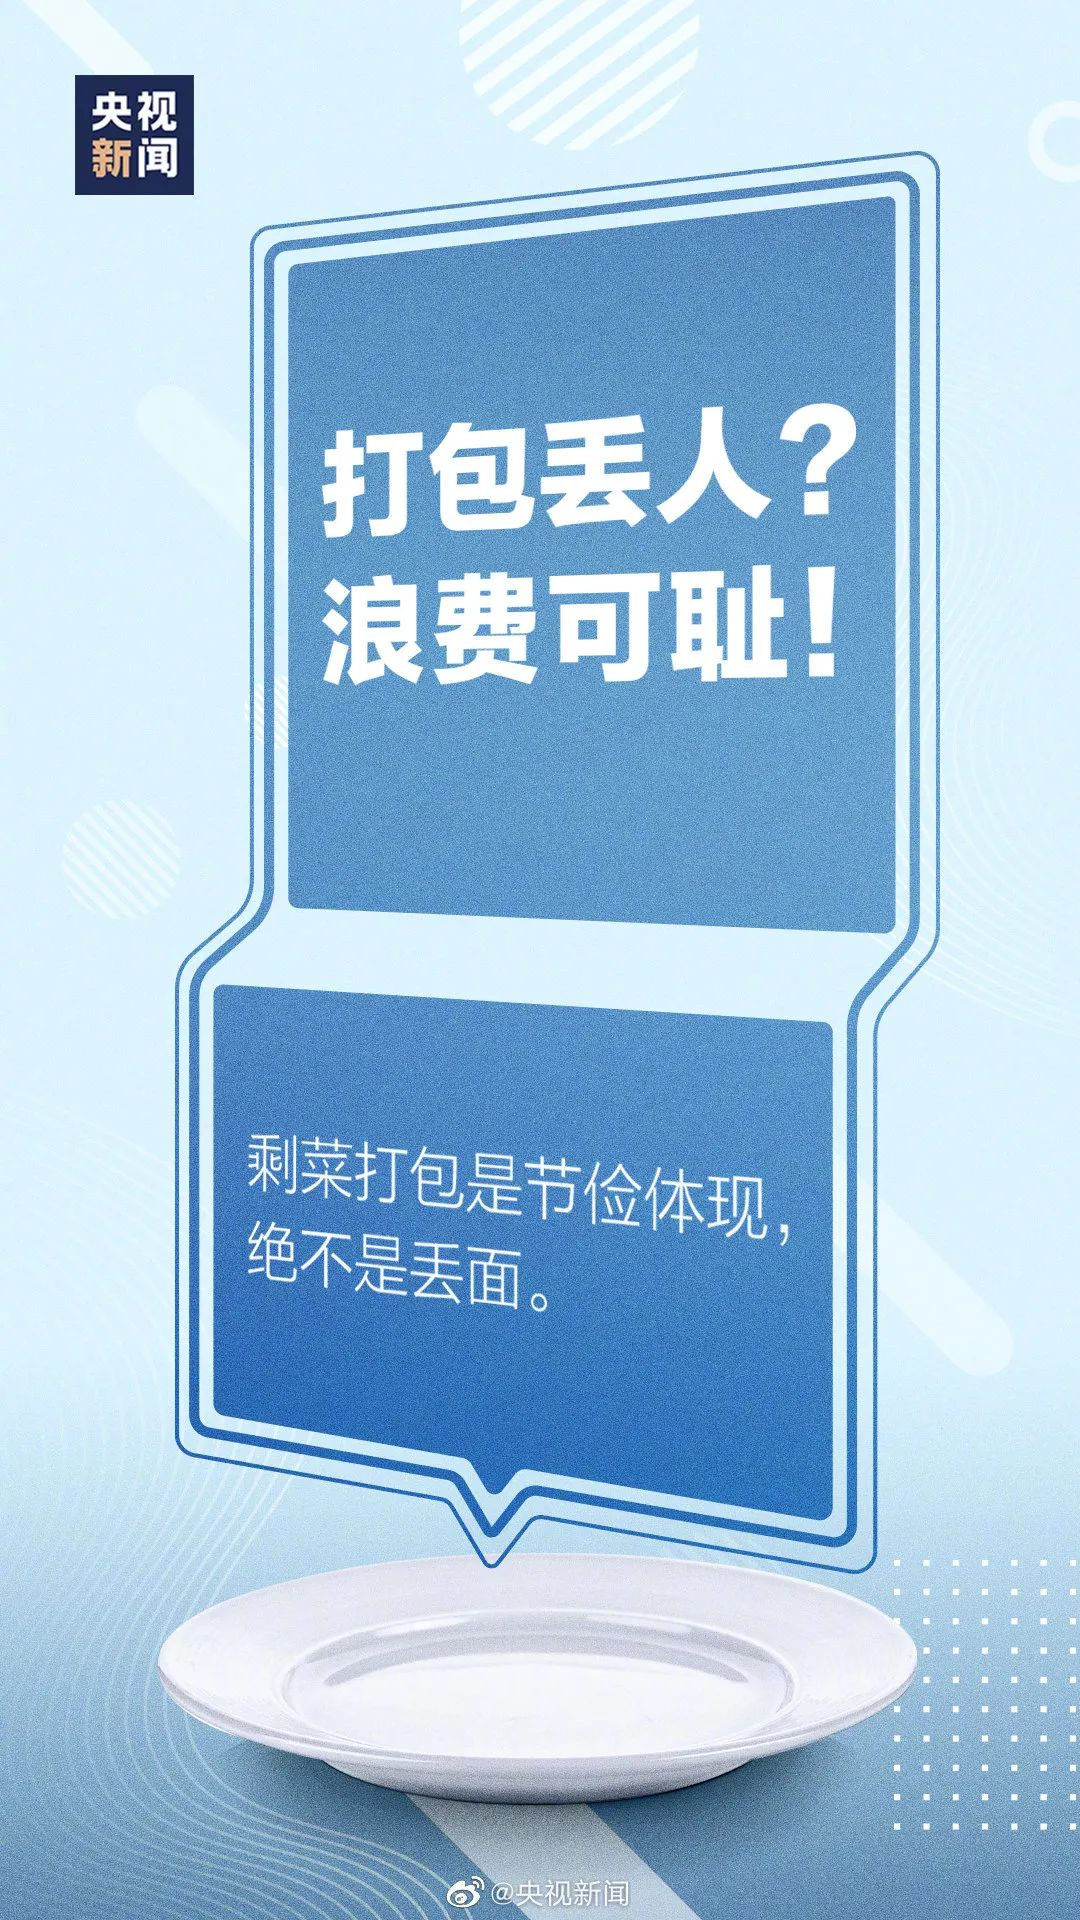 央视
新闻
打包丢人？
浪费可耻！
剩菜打包是节俭体现，
绝不是丢面。
@央视新闻